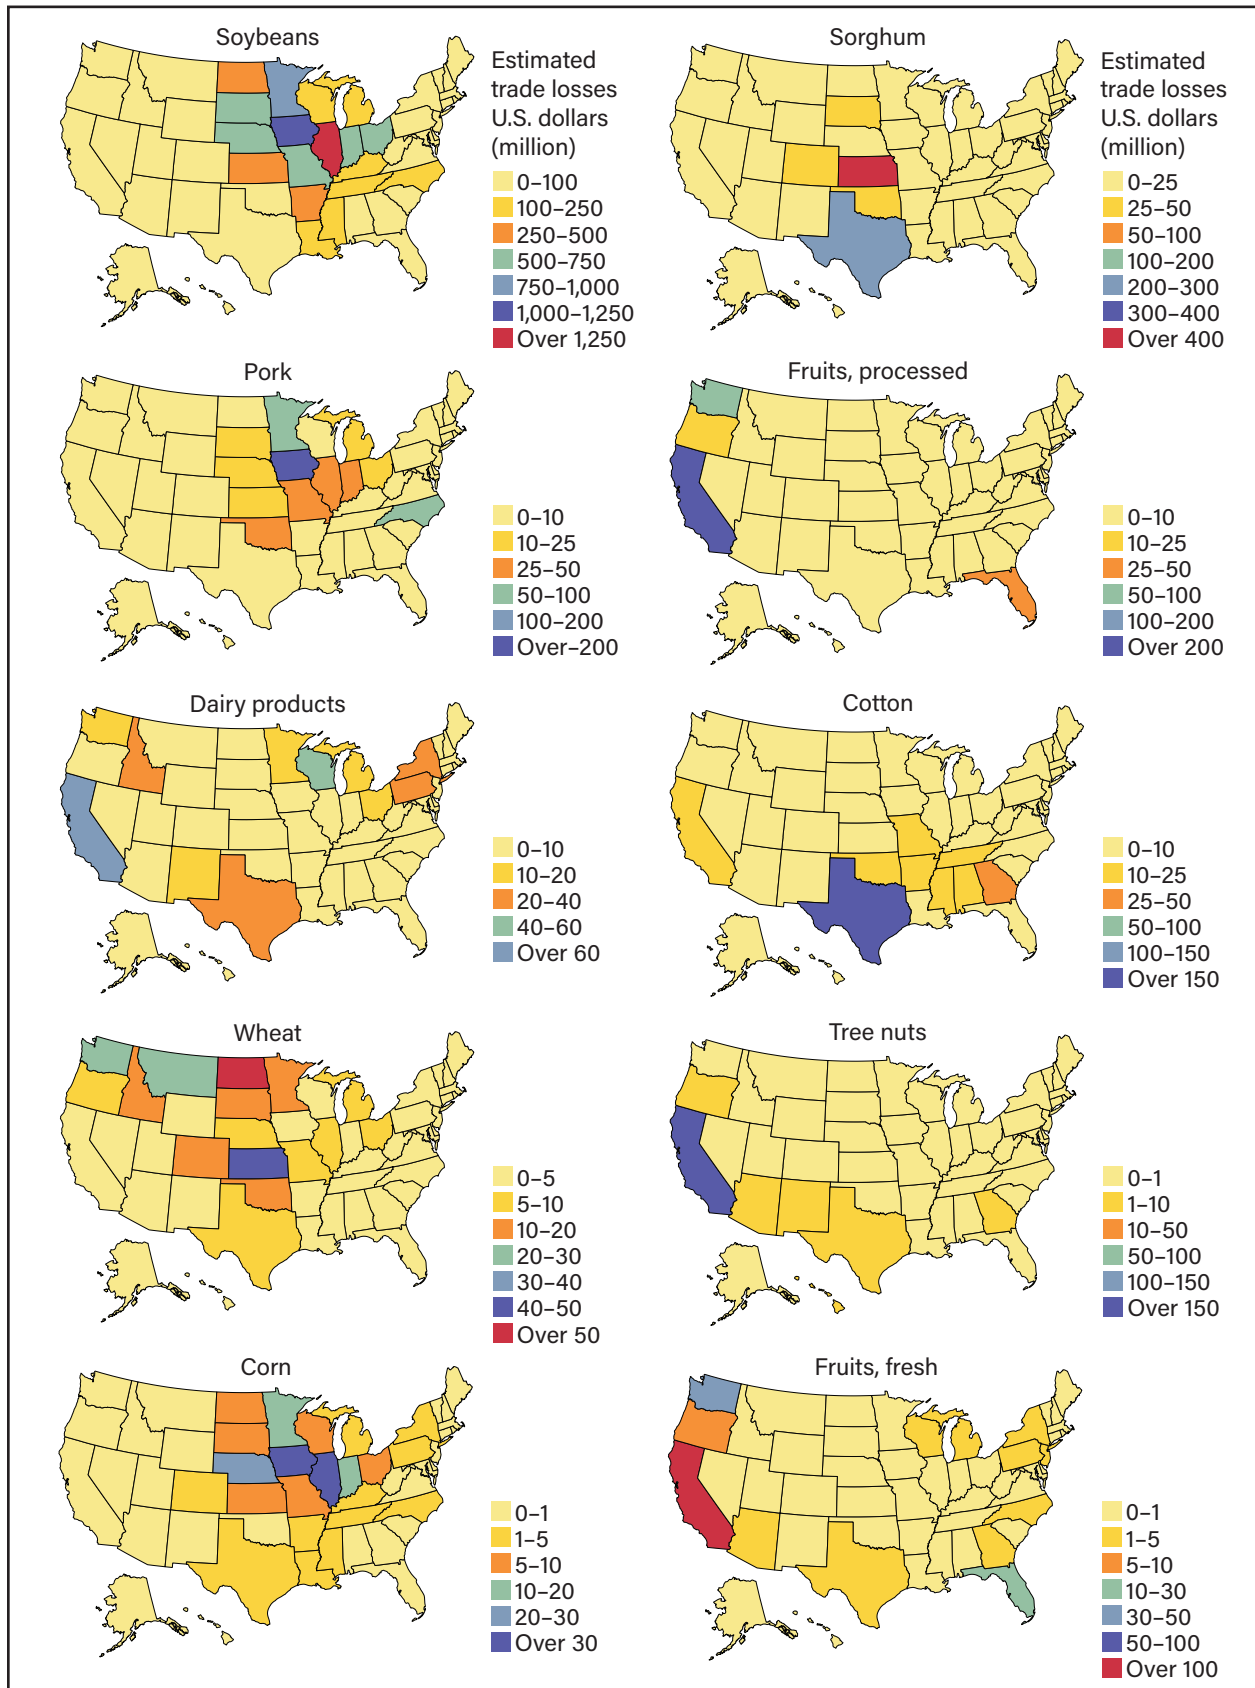 Soybeans
Estimated
trade losses
U.S. dollars
(million)
0–100
100–250
250–500
500–750
750–1,000
1,000–1,250
Over 1,250
Sorghum
Estimated
trade losses
U.S. dollars
(million)
0–25
25–50
50–100
100–200
200–300
300–400
Over 400
Pork
0–10
10–25
25–50
50–100
100–200
Over–200
Fruits, processed
0–10
10–25
25–50
50–100
100–200
Over 200
Dairy products
0–10
10–20
20–40
40–60
Over 60
Cotton
0–10
10–25
25–50
50–100
100–150
Over 150
Wheat
0–5
5–10
10–20
20–30
30–40
40–50
Over 50
Tree nuts
0–1
1–10
10–50
50–100
100–150
Over 150
Corn
0–1
1–5
5–10
10–20
20–30
Over 30
Fruits, fresh
0–1
1–5
5–10
10–30
30–50
50–100
Over 100